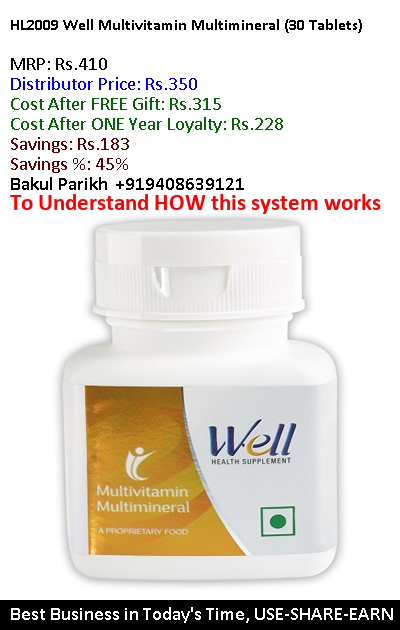 HL2009 Well Multivitamin Multimineral (30 Tablets)
MRP: Rs.410
Distributor Price: Rs.350
Cost After FREE Gift: Rs.315
Cost After ONE Year Loyalty: Rs.228
Savings: Rs.183
Savings %: 45%
Bakul Parikh +919408639121
To Understand HOW this system works
Well
HEALTH SUPPLEMENT
Multivitamin
Multimineral
A PROPRIETARY FOOD
Best Business in Today's Time, USE-SHARE-EARN